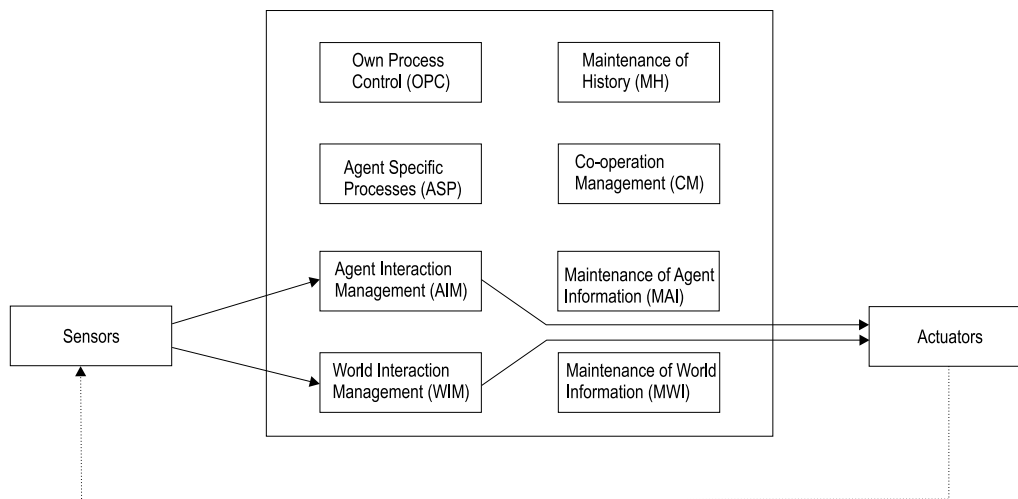 Own Process
Control (OPC)
Maintenance of
History (MH)
Agent Specific
Processes (ASP)
Co-operation
Management (CM)
Agent Interaction
Management (AIM)
Maintenance of Agent
Information (MAI)
Sensors
Actuators
World Interaction
Management (WIM)
Maintenance of World
Information (MWI)